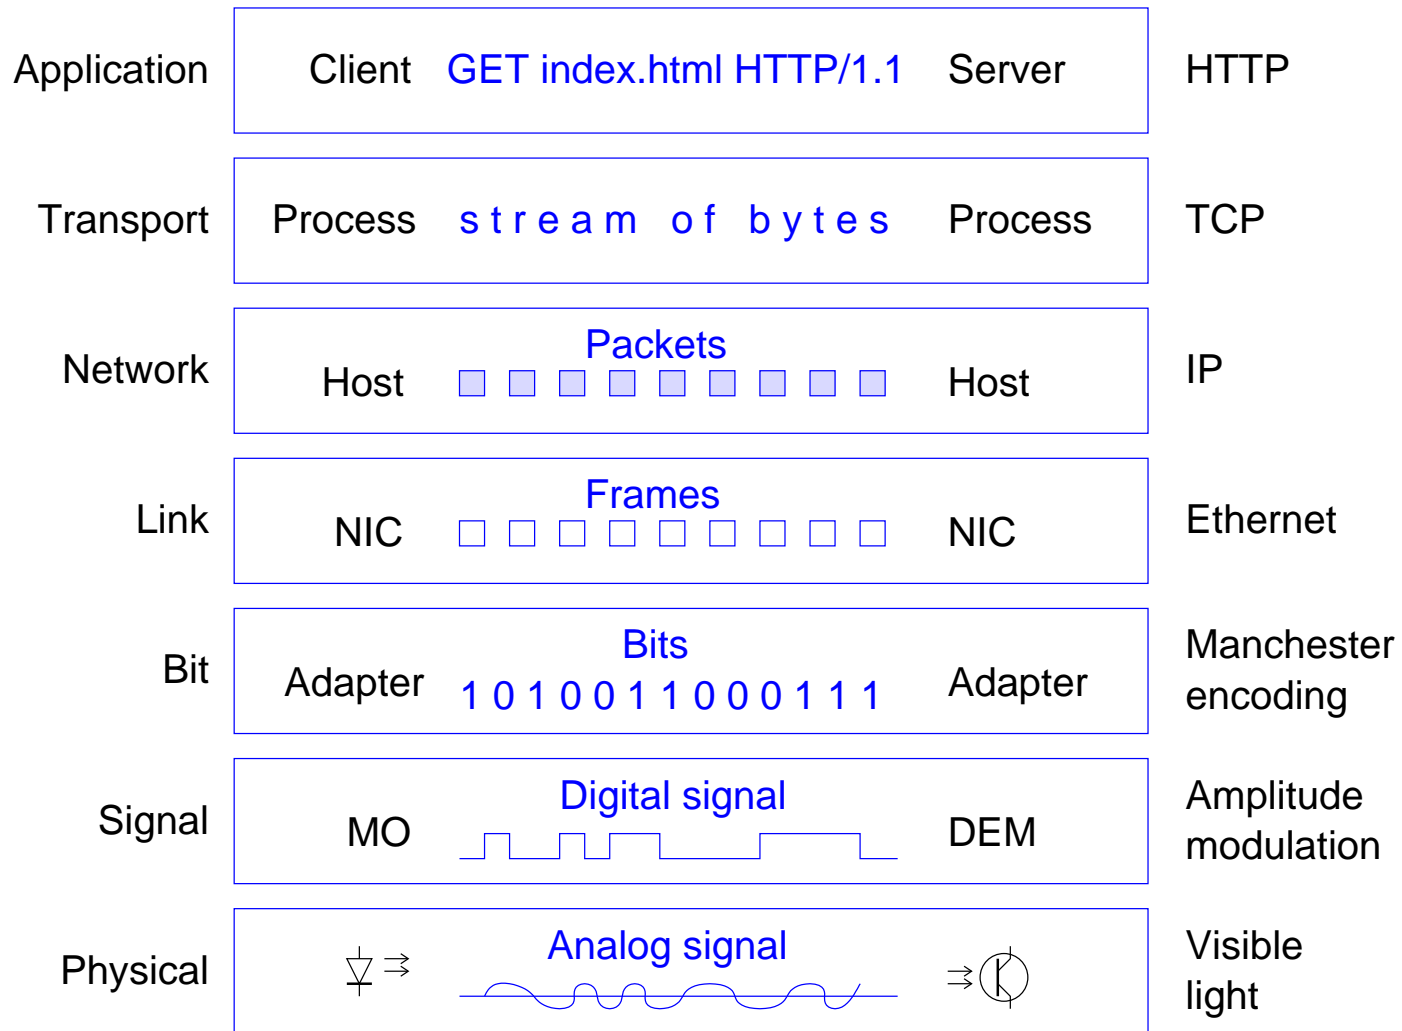 Application Client GET index.html HTTP/1.1 Server HTTP
Transport Process stream of bytes Process TCP
Packets
Network Host Host IP
Frames
Link NIC NIC Ethernet
Bits
Bit Adapter 1 0 1 0 0 1 1 0 0 0 1 1 1 Adapter Manchester
encoding
Digital signal
Signal MO DEM Amplitude
modulation
Analog signal
Physical Visible
light